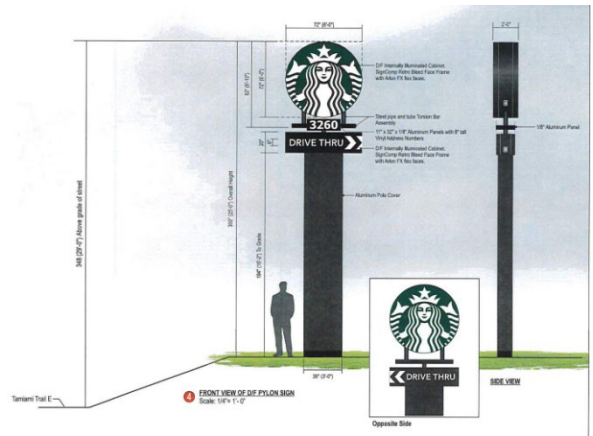 72" (6'-0")
2'-0"
D/F Internally Illuminated Cabinet.
SignComp Retro Bleed Face Frame
with Arlon FX flex faces.
72" (6'-0")
Steel pipe and tube Torsion Bar
Assembly
3260
11" x 32" x 1/8" Aluminum Panels with 8" tall
Vinyl Address Numbers.
1/8" Aluminum Panel
DRIVE THRU
D/F Internally Illuminated Cabinet.
SignComp Retro Bleed Face Frame
with Arlon FX flex faces.
20"
348 (29'-0") Above grade of street
Overall Height
Aluminum Pole Cover
194" (16'-2") To Grade
36" (3'-0")
DRIVE THRU
Opposite Side
SIDE VIEW
4
FRONT VIEW OF D/F PYLON SIGN
Scale: 1/4"= 1'- 0"
Tamiami Trail E